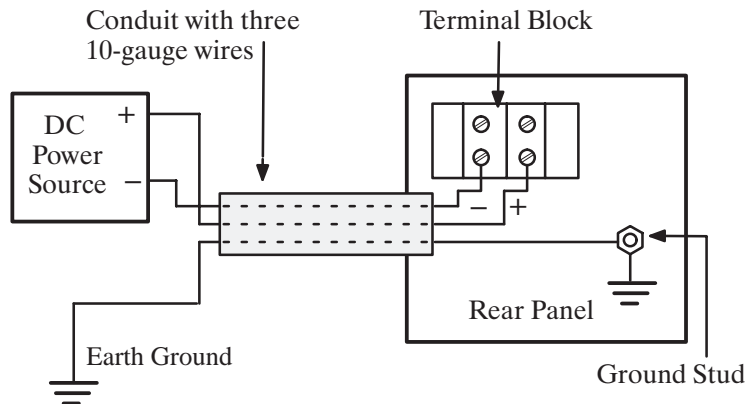 Conduit with three
10-gauge wires
Terminal Block
DC
Power
Source
+
−
−
+
Rear Panel
Earth Ground
Ground Stud